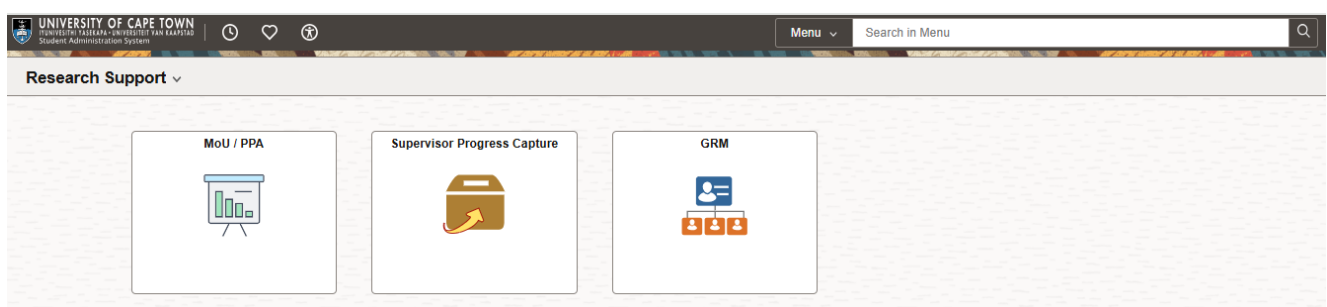 UNIVERSITY OF CAPE TOWN
IYUNIVESITHI YASEKAPA • UNIVERSITEIT VAN KAAPSTAD
Student Administration System
Menu
Search in Menu
Research Support
MoU / PPA
Supervisor Progress Capture
GRM